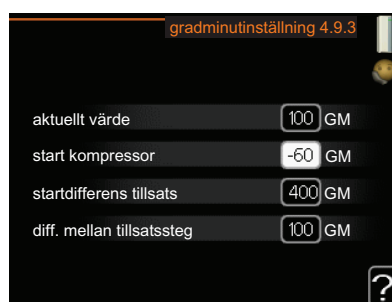 gradminutinställning 4.9.3
aktuellt värde 100 GM
start kompressor -60 GM
startdifferens tillsats 400 GM
diff. mellan tillsatssteg 100 GM
?